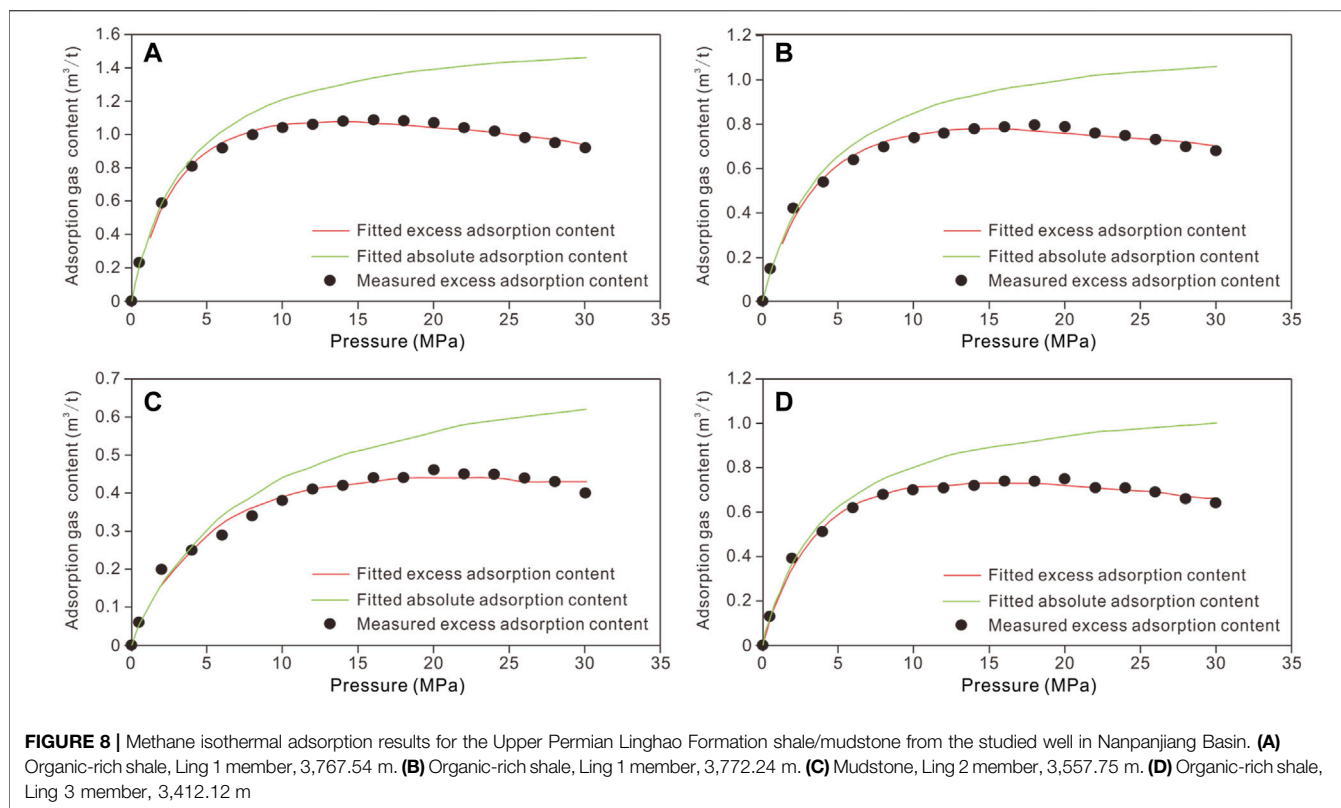 A
Adsorption gas content (m³/t)
1.6
1.4
1.2
1.0
0.8
0.6
0.4
0.2
0
Fitted excess adsorption content
Fitted absolute adsorption content
Measured excess adsorption content
0 5 10 15 20 25 30 35
Pressure (MPa)
B
Adsorption gas content (m³/t)
1.2
1.0
0.8
0.6
0.4
0.2
0
Fitted excess adsorption content
Fitted absolute adsorption content
Measured excess adsorption content
0 5 10 15 20 25 30 35
Pressure (MPa)
C
Adsorption gas content (m³/t)
0.7
0.6
0.5
0.4
0.3
0.2
0.1
0
Fitted excess adsorption content
Fitted absolute adsorption content
Measured excess adsorption content
0 5 10 15 20 25 30 35
Pressure (MPa)
D
Adsorption gas content (m³/t)
1.2
1.0
0.8
0.6
0.4
0.2
0
Fitted excess adsorption content
Fitted absolute adsorption content
Measured excess adsorption content
0 5 10 15 20 25 30 35
Pressure (MPa)
FIGURE 8 | Methane isothermal adsorption results for the Upper Permian Linghao Formation shale/mudstone from the studied well in Nanpanjiang Basin. (A)
Organic-rich shale, Ling 1 member, 3,767.54 m. (B) Organic-rich shale, Ling 1 member, 3,772.24 m. (C) Mudstone, Ling 2 member, 3,557.75 m. (D) Organic-rich shale,
Ling 3 member, 3,412.12 m